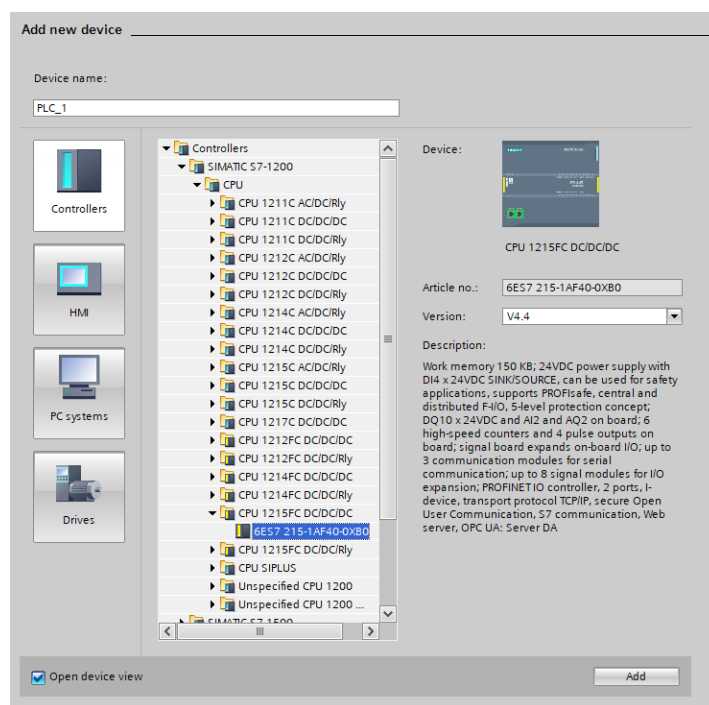 Add new device
Device name:
PLC_1
Controllers
HMI
PC systems
Drives
Controllers
SIMATIC S7-1200
CPU
CPU 1211C AC/DC/Rly
CPU 1211C DC/DC/DC
CPU 1211C DC/DC/Rly
CPU 1212C AC/DC/Rly
CPU 1212C DC/DC/DC
CPU 1212C DC/DC/Rly
CPU 1214C AC/DC/Rly
CPU 1214C DC/DC/DC
CPU 1214C DC/DC/Rly
CPU 1215C AC/DC/Rly
CPU 1215C DC/DC/DC
CPU 1215C DC/DC/Rly
CPU 1217C DC/DC/DC
CPU 1212FC DC/DC/DC
CPU 1212FC DC/DC/Rly
CPU 1214FC DC/DC/DC
CPU 1214FC DC/DC/Rly
CPU 1215FC DC/DC/DC
6ES7 215-1AF40-0XB0
CPU 1215FC DC/DC/Rly
CPU SIPLUS
Unspecified CPU 1200
Unspecified CPU 1200 ...
SIMATIC S7-1500
Device:
CPU 1215FC DC/DC/DC
Article no.: 6ES7 215-1AF40-0XB0
Version: V4.4
Description:
Work memory 150 KB; 24VDC power supply with
DI4 x 24VDC SINK/SOURCE, can be used for safety
applications, supports PROFIsafe, central and
distributed F-I/O, 5-level protection concept;
DQ10 x 24VDC and AI2 and AQ2 on board; 6
high-speed counters and 4 pulse outputs on
board; signal board expands on-board I/O; up to
3 communication modules for serial
communication; up to 8 signal modules for I/O
expansion; PROFINET IO controller, 2 ports, I-
device, transport protocol TCP/IP, secure Open
User Communication, S7 communication, Web
server, OPC UA: Server DA
Open device view
Add